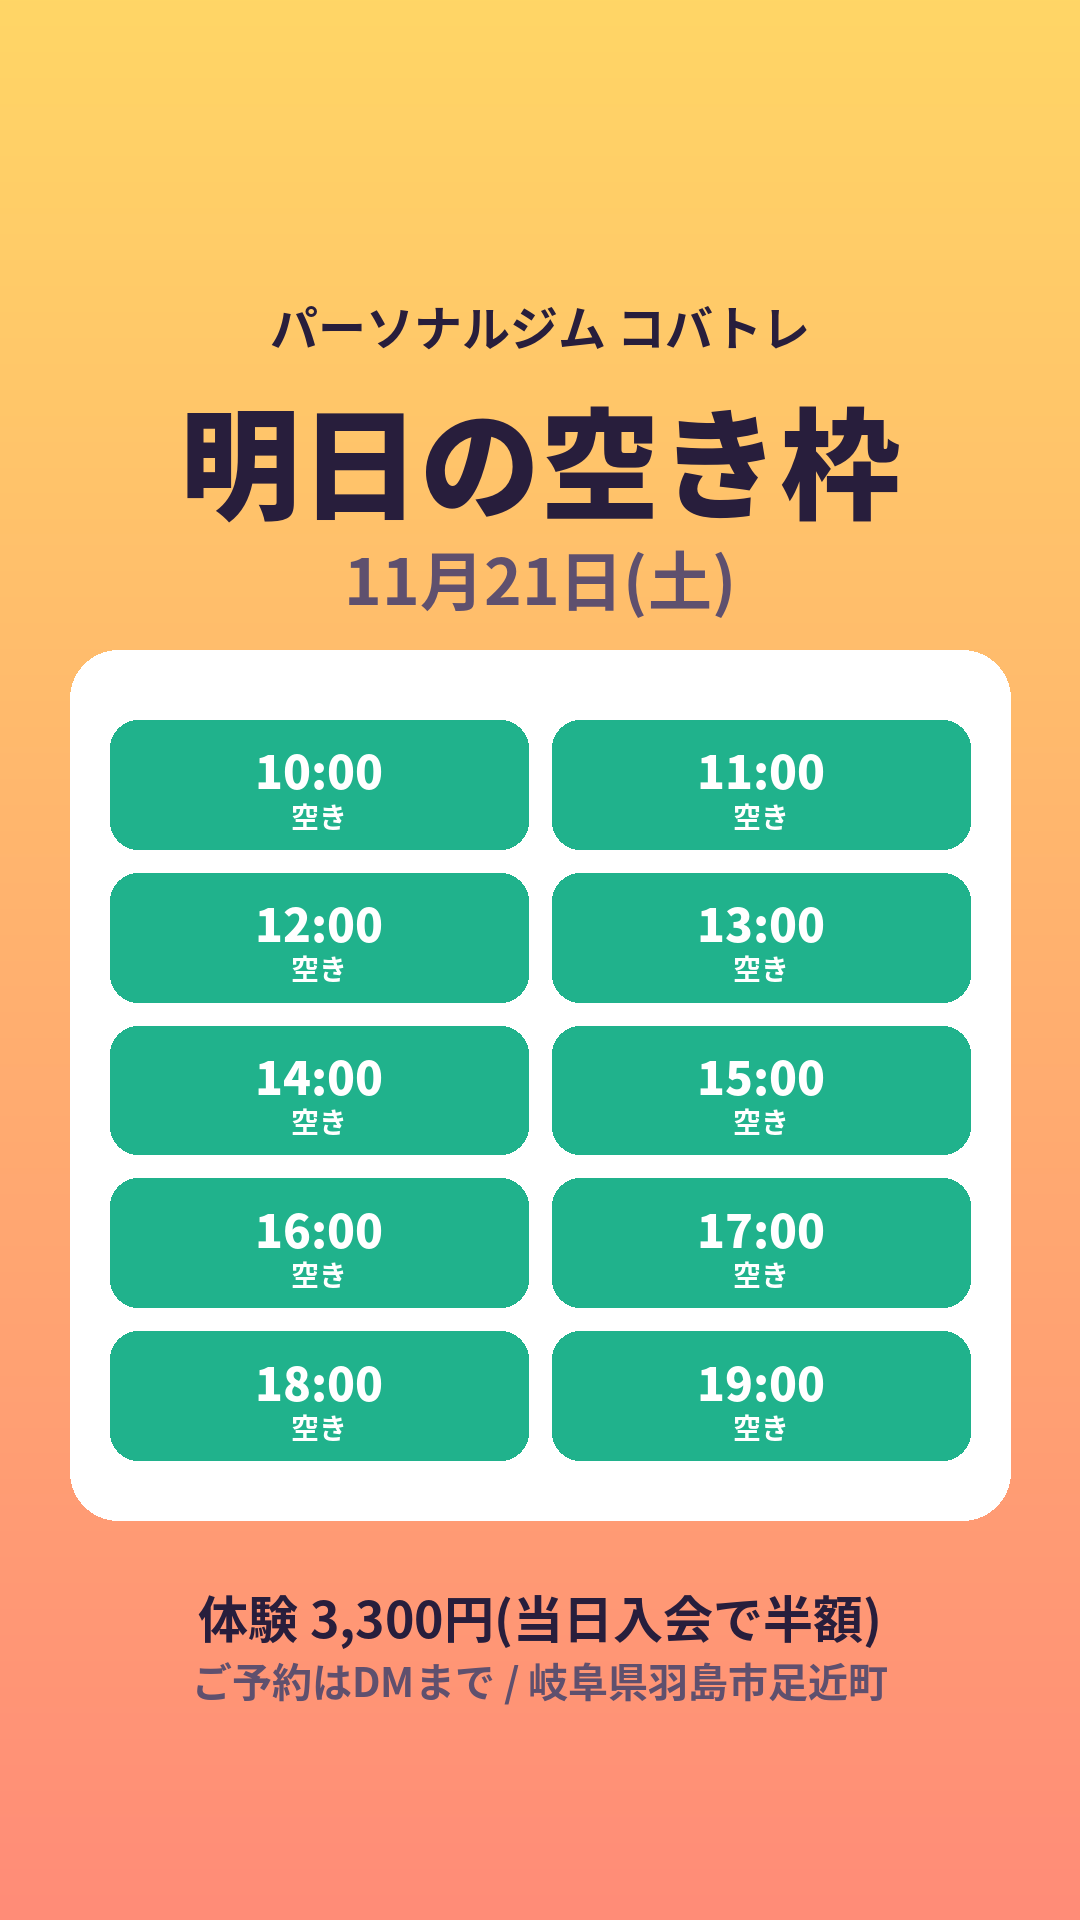 パーソナルジム コバトレ
明日の空き枠
11月21日(土)
10:00
空き
11:00
空き
12:00
空き
13:00
空き
14:00
空き
15:00
空き
16:00
空き
17:00
空き
18:00
空き
19:00
空き
体験 3,300円(当日入会で半額)
ご予約はDMまで / 岐阜県羽島市足近町